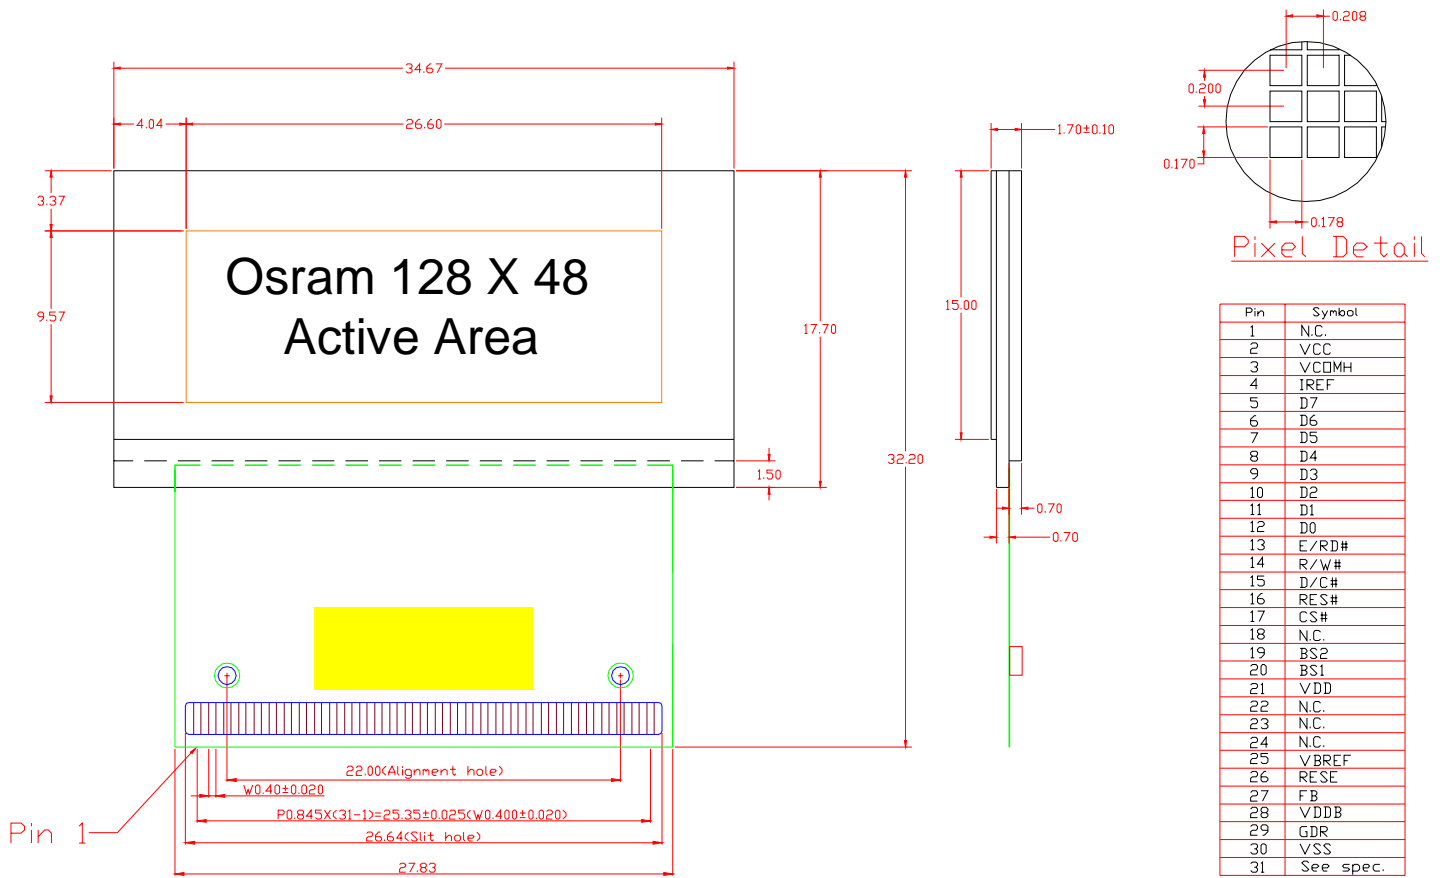 0.208
34.67
0.200
4.04
26.60
1.70±0.10
0.170
3.37
0.178
Pixel Detail
Osram 128 X 48
Active Area
9.57
15.00
17.70
32.20
1.50
0.70
0.70
22.00(Alignment hole)
W0.40±0.020
P0.845X(31-1)=25.35±0.025(W0.400±0.020)
Pin 1
26.64(Slit hole)
27.83
Pin Symbol
1 N.C.
2 VCC
3 VCOMH
4 IREF
5 D7
6 D6
7 D5
8 D4
9 D3
10 D2
11 D1
12 D0
13 E/RD#
14 R/W#
15 D/C#
16 RES#
17 CS#
18 N.C.
19 BS2
20 BS1
21 VDD
22 N.C.
23 N.C.
24 N.C.
25 VBREF
26 RESE
27 FB
28 VDDB
29 GDR
30 VSS
31 See spec.